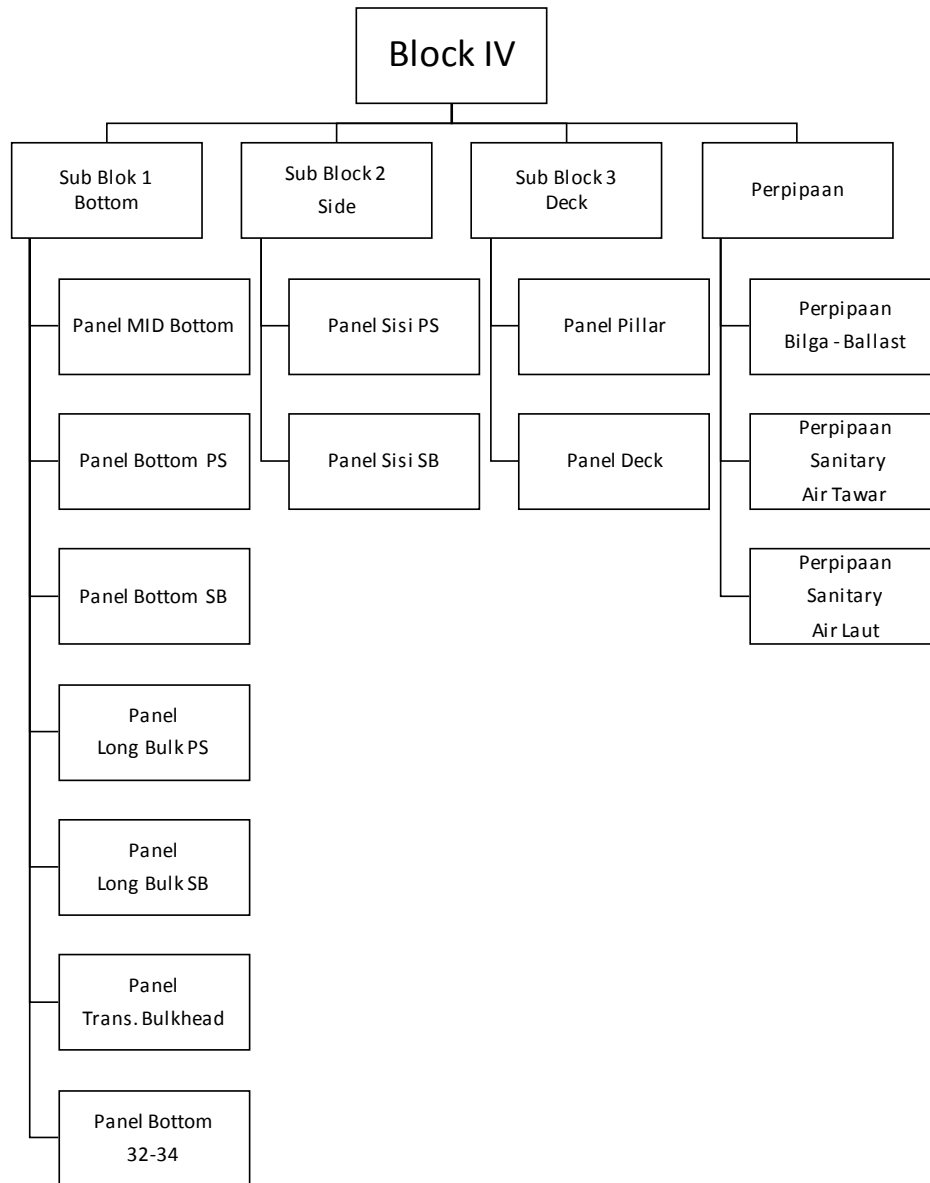 Block IV
Sub Blok 1
Bottom
Sub Block 2
Side
Sub Block 3
Deck
Perpipaan
Panel MID Bottom
Panel Bottom PS
Panel Bottom SB
Panel
Long Bulk PS
Panel
Long Bulk SB
Panel
Trans. Bulkhead
Panel Bottom
32-34
Panel Sisi PS
Panel Sisi SB
Panel Pillar
Panel Deck
Perpipaan
Bilga - Ballast
Perpipaan
Sanitary
Air Tawar
Perpipaan
Sanitary
Air Laut